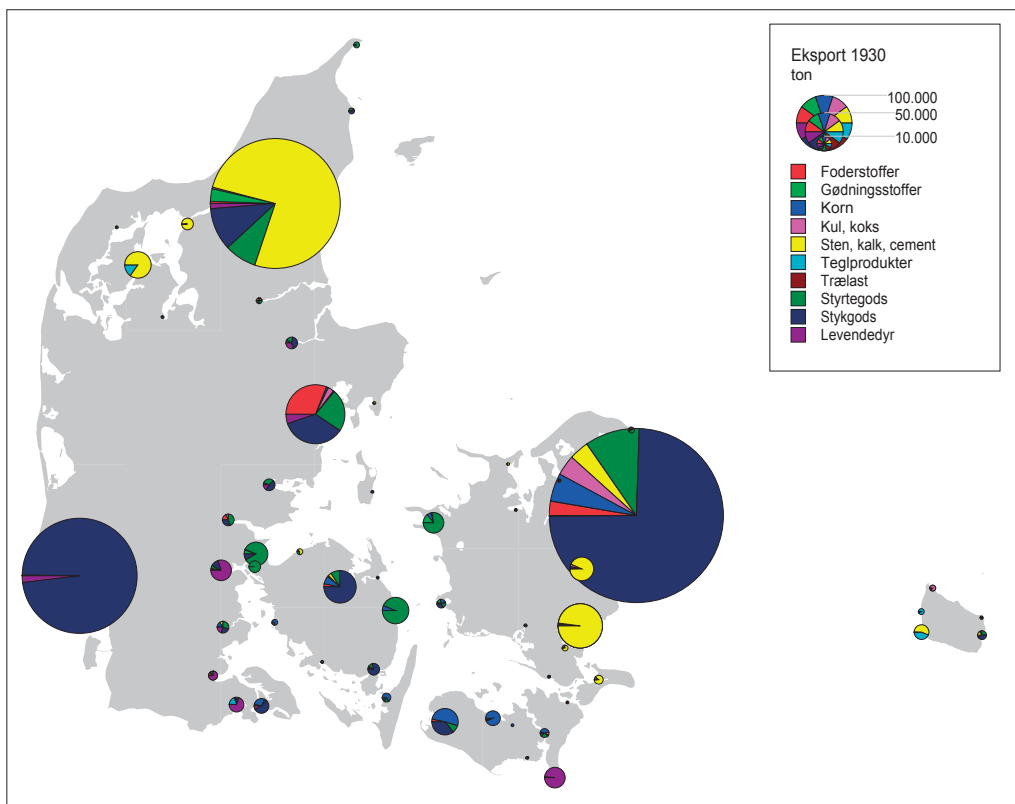 Eksport 1930
ton
100.000
50.000
10.000
Foderstoffer
Gødningsstoffer
Korn
Kul, koks
Sten, kalk, cement
Teglprodukter
Trælast
Styrtegods
Stykgods
Levendedyr